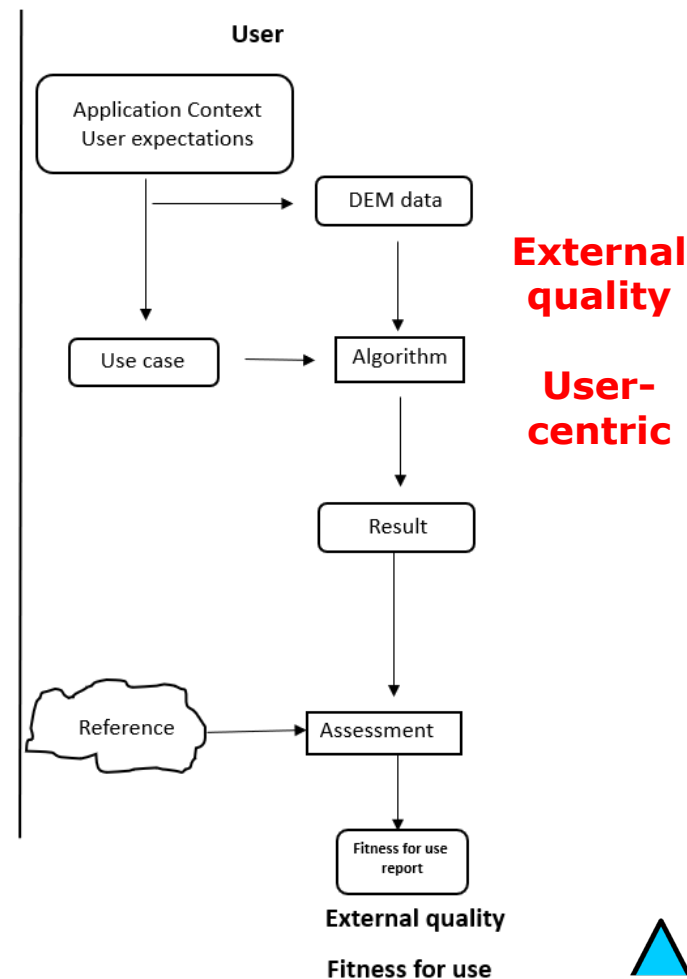 User
Application Context
User expectations
DEM data
External
quality
Use case
Algorithm
User-
centric
Result
Reference
Assessment
Fitness for use
report
External quality
Fitness for use